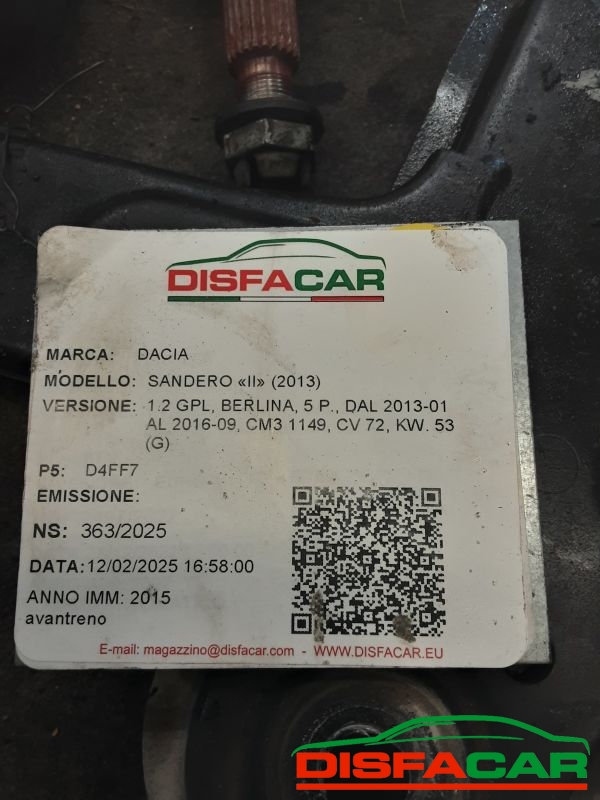 DISFACAR
MARCA: DACIA
MODELLO: SANDERO «II» (2013)
VERSIONE: 1.2 GPL, BERLINA, 5 P., DAL 2013-01
AL 2016-09, CM3 1149, CV 72, KW. 53
(G)
P5: D4FF7
EMISSIONE:
NS: 363/2025
DATA:12/02/2025 16:58:00
ANNO IMM: 2015
avantreno
E-mail: magazzino@disfacar.com - WWW.DISFACAR.EU
DISFACAR